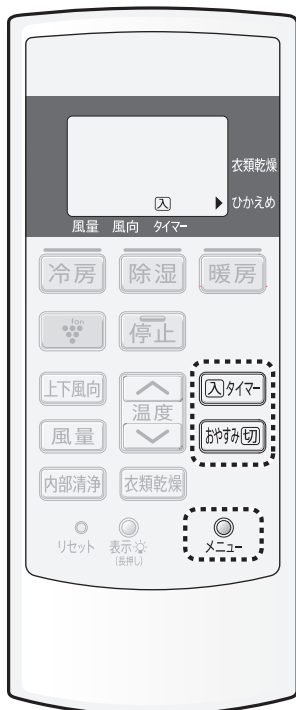 衣類乾燥
入 ひかえめ
風量 風向 タイマー
冷房 除湿 暖房
Ion 停止
上下風向 温度 入タイマー
風量 おやすみ切
内部清浄 衣類乾燥
リセット 表示 メニュー
(長押し)